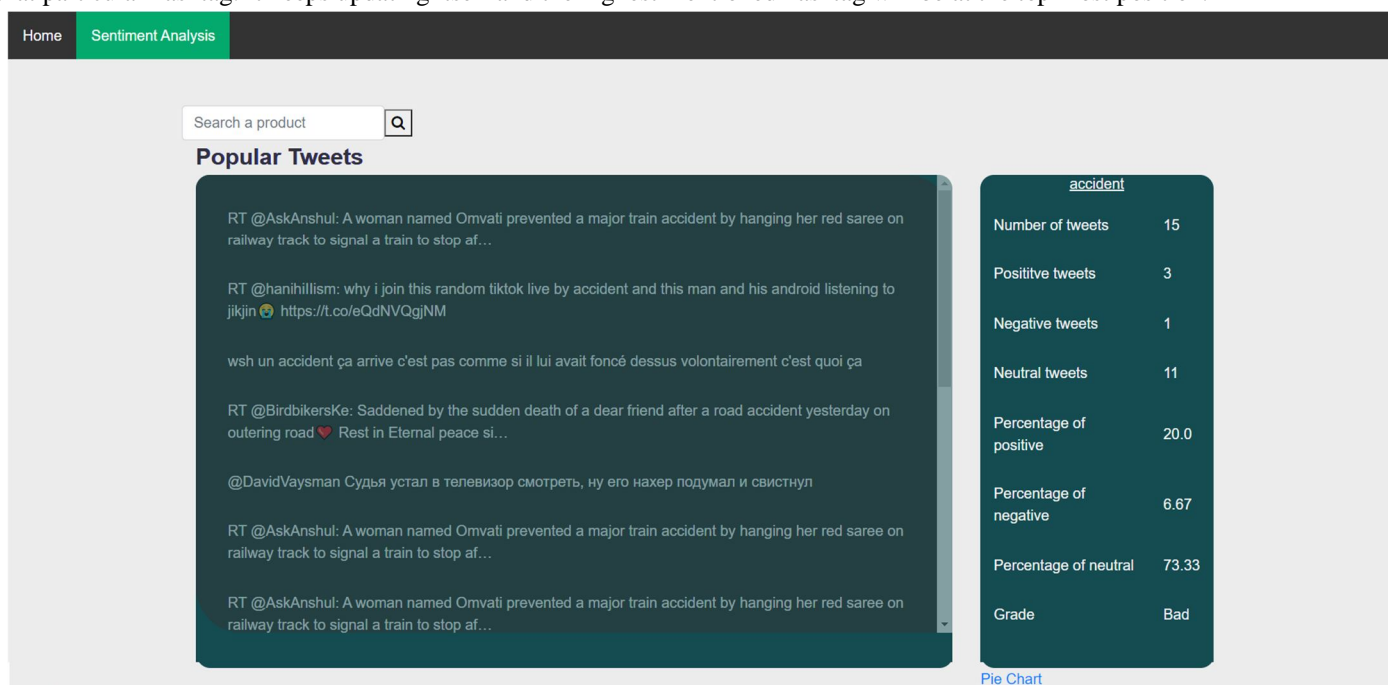 Home Sentiment Analysis
Search a product
Popular Tweets
RT @AskAnshul: A woman named Omvati prevented a major train accident by hanging her red saree on
railway track to signal a train to stop af…
RT @hanihillism: why i join this random tiktok live by accident and this man and his android listening to
jikjin😭 https://t.co/eQdNVQgjNM
wsh un accident ça arrive c'est pas comme si il lui avait foncé dessus volontairement c'est quoi ça
RT @BirdbikersKe: Saddened by the sudden death of a dear friend after a road accident yesterday on
outering road❤️ Rest in Eternal peace si…
@DavidVaysman Судья устал в телевизор смотреть, ну его нахер подумал и свистнул
RT @AskAnshul: A woman named Omvati prevented a major train accident by hanging her red saree on
railway track to signal a train to stop af…
RT @AskAnshul: A woman named Omvati prevented a major train accident by hanging her red saree on
railway track to signal a train to stop af…
accident
Number of tweets 15
Posititve tweets 3
Negative tweets 1
Neutral tweets 11
Percentage of
positive 20.0
Percentage of
negative 6.67
Percentage of neutral 73.33
Grade Bad
Pie Chart